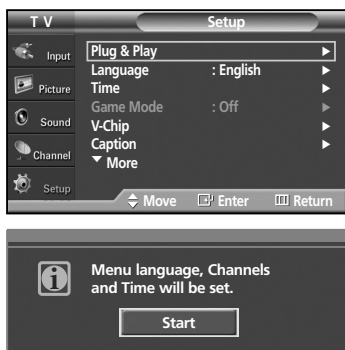 T V Setup
Input
Picture
Sound
Channel
Setup
Plug & Play
Language : English
Time
Game Mode : Off
V-Chip
Caption
More
Move Enter Return
Menu language, Channels
and Time will be set.
Start